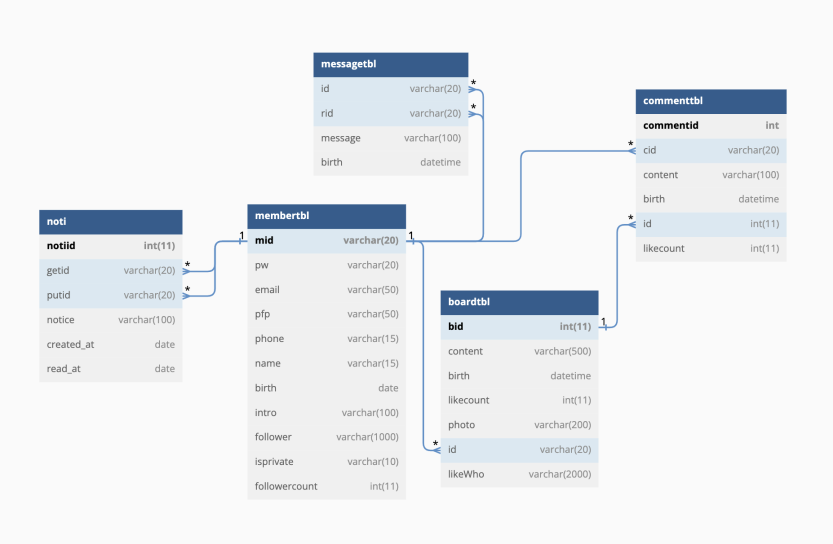 messagetbl
id varchar(20)
*
rid varchar(20)
*
message varchar(100)
birth datetime
commenttbl
commentid int
*
cid varchar(20)
content varchar(100)
birth datetime
*
id int(11)
likecount int(11)
noti
notiid int(11)
getid varchar(20)
*
putid varchar(20)
*
notice varchar(100)
created_at date
read_at date
membertbl
1
mid varchar(20)
1
pw varchar(20)
email varchar(50)
pfp varchar(50)
phone varchar(15)
name varchar(15)
birth date
intro varchar(100)
follower varchar(1000)
isprivate varchar(10)
followercount int(11)
boardtbl
bid int(11)
1
content varchar(500)
birth datetime
likecount int(11)
photo varchar(200)
*
id varchar(20)
likeWho varchar(2000)